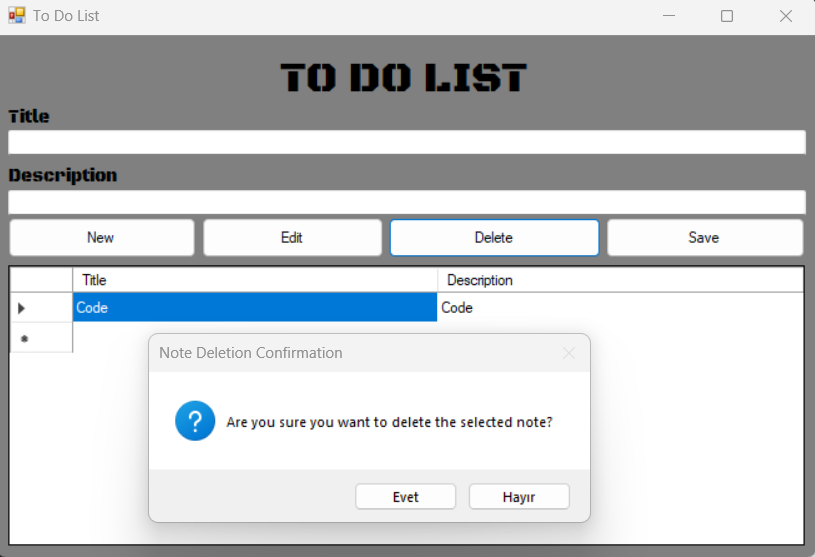 To Do List
TO DO LIST
Title
Description
New Edit Delete Save
Title Description
Code Code
Note Deletion Confirmation
Are you sure you want to delete the selected note?
Evet Hayır